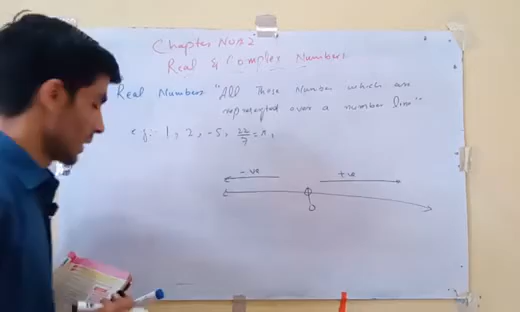 Chapter No#2
Real & Complex Numbers
Real Numbers "All Those Number which are
represented over a number line"
e.g:- 1, 2, -5, 22/7 = π,
-ve +ve
0